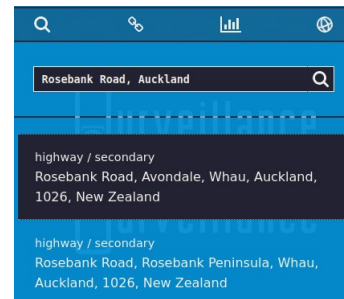 Rosebank Road, Auckland
Surveillance
highway / secondary
Rosebank Road, Avondale, Whau, Auckland,
1026, New Zealand
highway / secondary
Rosebank Road, Rosebank Peninsula, Whau,
Auckland, 1026, New Zealand